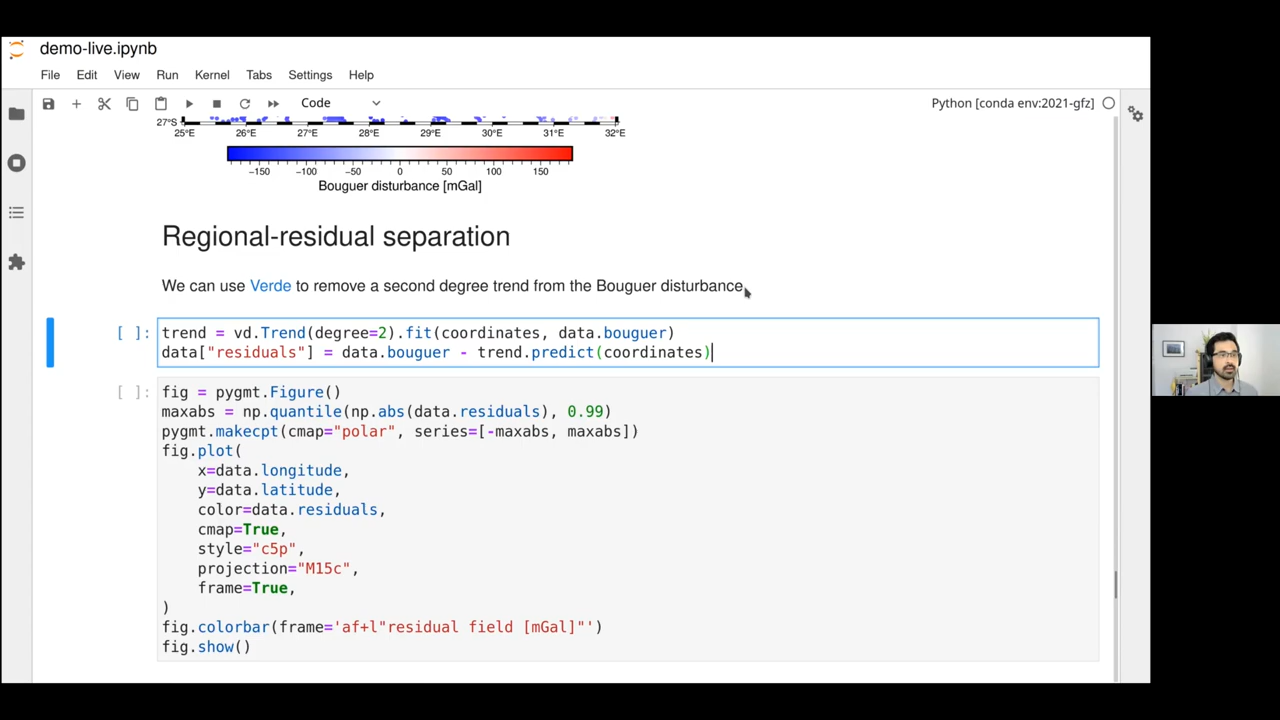 demo-live.ipynb
File Edit View Run Kernel Tabs Settings Help
Code Python [conda env:2021-gfz]
27°S
25°E 26°E 27°E 28°E 29°E 30°E 31°E 32°E
−150 −100 −50 0 50 100 150
Bouguer disturbance [mGal]
Regional-residual separation
We can use Verde to remove a second degree trend from the Bouguer disturbance.
[ ]: trend = vd.Trend(degree=2).fit(coordinates, data.bouguer)
data["residuals"] = data.bouguer - trend.predict(coordinates)
[ ]: fig = pygmt.Figure()
maxabs = np.quantile(np.abs(data.residuals), 0.99)
pygmt.makecpt(cmap="polar", series=[-maxabs, maxabs])
fig.plot(
x=data.longitude,
y=data.latitude,
color=data.residuals,
cmap=True,
style="c5p",
projection="M15c",
frame=True,
)
fig.colorbar(frame='af+l"residual field [mGal]"')
fig.show()